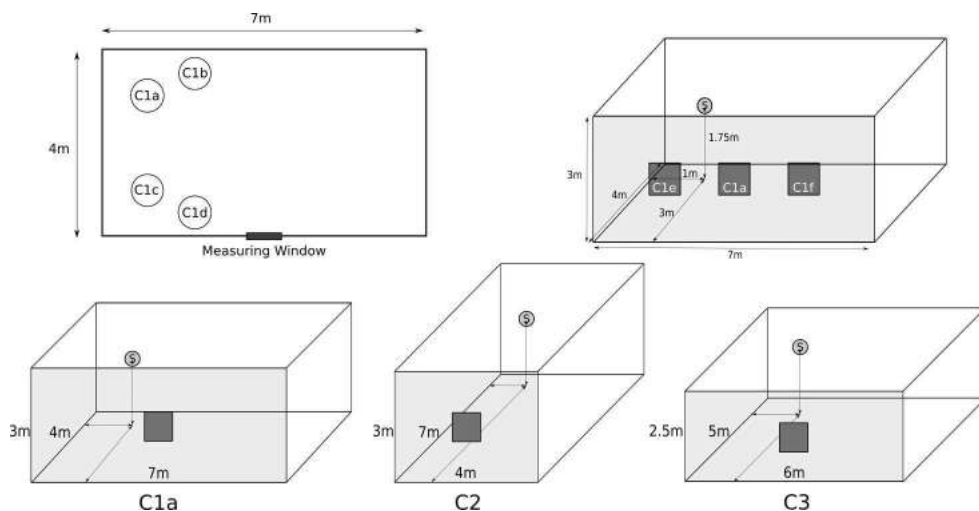 7m
4m
C1b
C1a
C1c
C1d
Measuring Window
S
1.75m
3m
C1e
1m
C1a
C1f
4m
3m
7m
S
3m
4m
7m
C1a
S
3m
7m
4m
C2
S
2.5m
5m
6m
C3